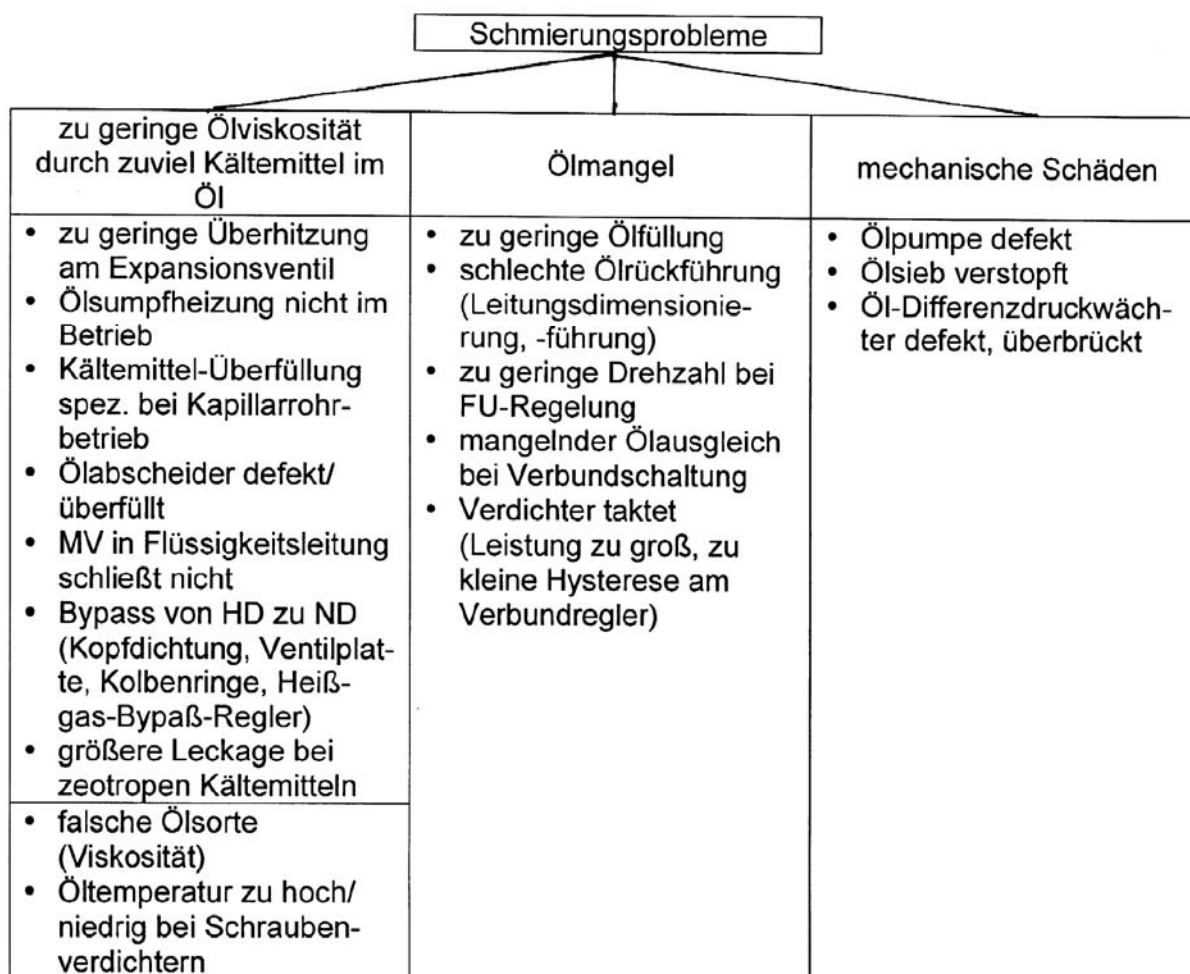 Schmierungsprobleme
zu geringe Ölviskosität
durch zuviel Kältemittel im
Öl
• zu geringe Überhitzung
am Expansionsventil
• Ölsumpfheizung nicht im
Betrieb
• Kältemittel-Überfüllung
spez. bei Kapillarrohr-
betrieb
• Ölabscheider defekt/
überfüllt
• MV in Flüssigkeitsleitung
schließt nicht
• Bypass von HD zu ND
(Kopfdichtung, Ventilplat-
te, Kolbenringe, Heiß-
gas-Bypaß-Regler)
• größere Leckage bei
zeotropen Kältemitteln
• falsche Ölsorte
(Viskosität)
• Öltemperatur zu hoch/
niedrig bei Schrauben-
verdichtern
Ölmangel
• zu geringe Ölfüllung
• schlechte Ölrückführung
(Leitungsdimensionie-
rung, -führung)
• zu geringe Drehzahl bei
FU-Regelung
• mangelnder Ölausgleich
bei Verbundschaltung
• Verdichter taktet
(Leistung zu groß, zu
kleine Hysterese am
Verbundregler)
mechanische Schäden
• Ölpumpe defekt
• Ölsieb verstopft
• Öl-Differenzdruckwäch-
ter defekt, überbrückt